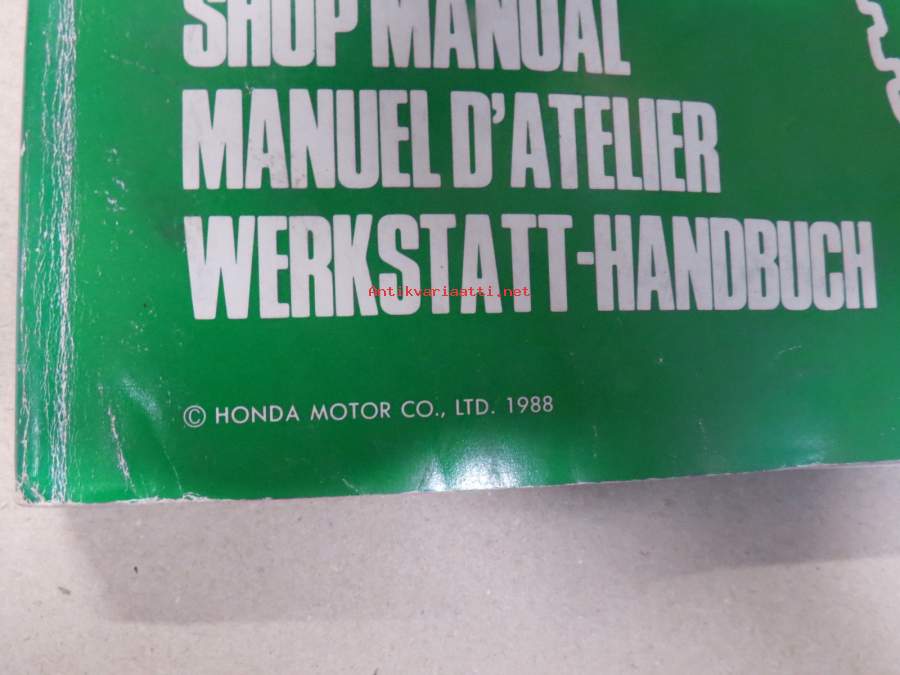 SHOP MANUAL
MANUEL D'ATELIER
WERKSTATT-HANDBUCH
Antikvariaatti.net
© HONDA MOTOR CO., LTD. 1988